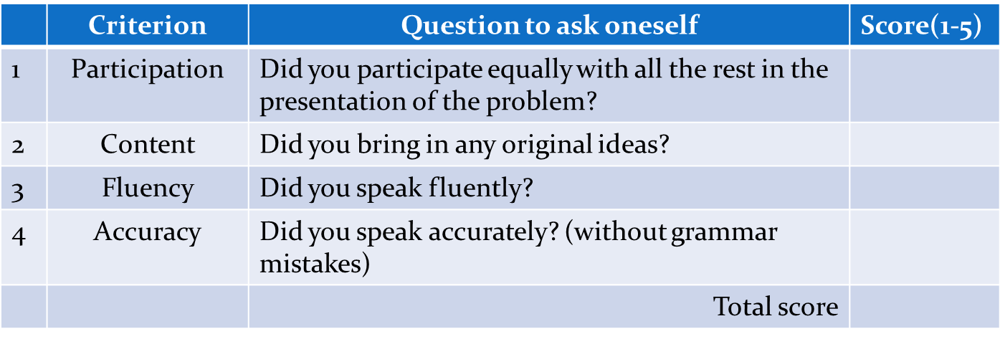 Criterion Question to ask oneself Score(1-5)
1 Participation Did you participate equally with all the rest in the
presentation of the problem?
2 Content Did you bring in any original ideas?
3 Fluency Did you speak fluently?
4 Accuracy Did you speak accurately? (without grammar
mistakes)
Total score